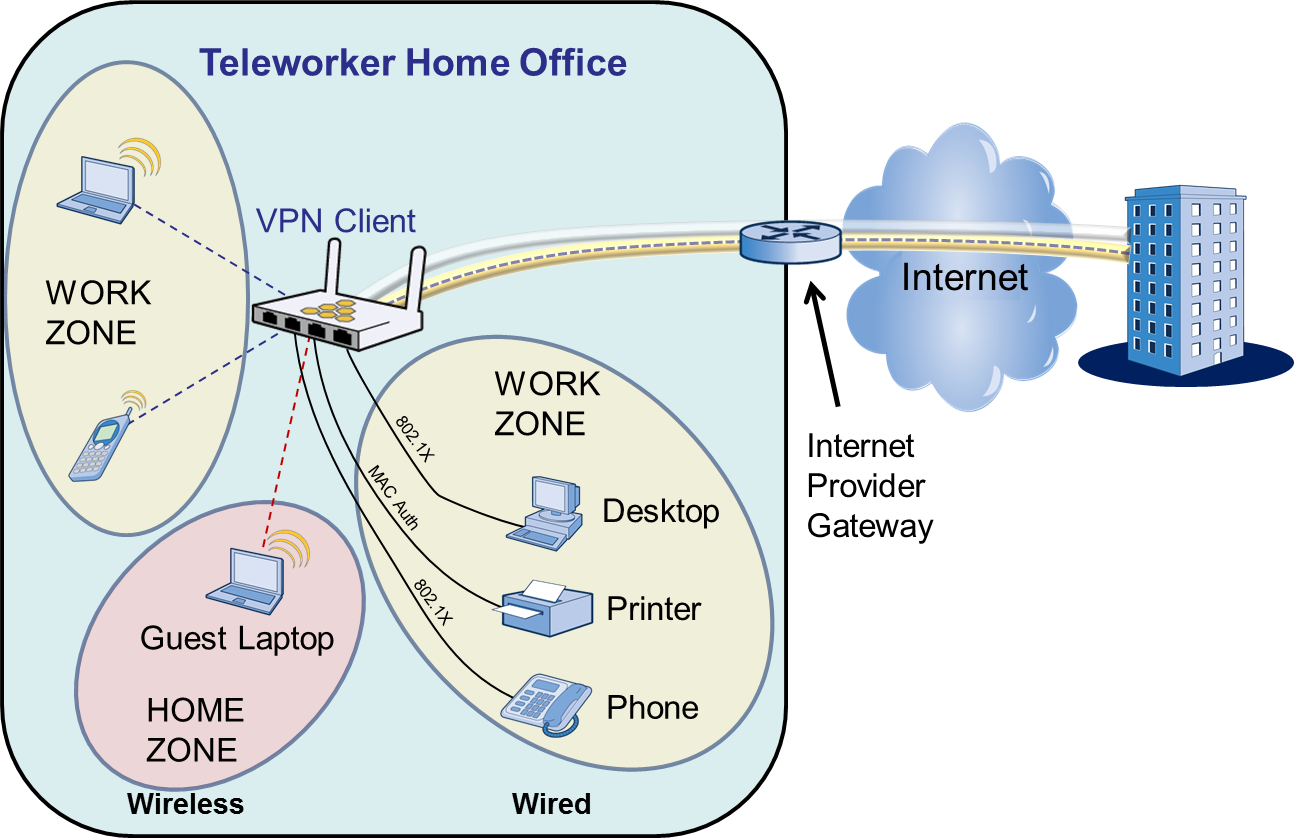 Teleworker Home Office
VPN Client
WORK
ZONE
Internet
WORK
ZONE
802.1X
MAC Auth
802.1X
Desktop
Printer
Phone
Internet
Provider
Gateway
Guest Laptop
HOME
ZONE
Wireless
Wired